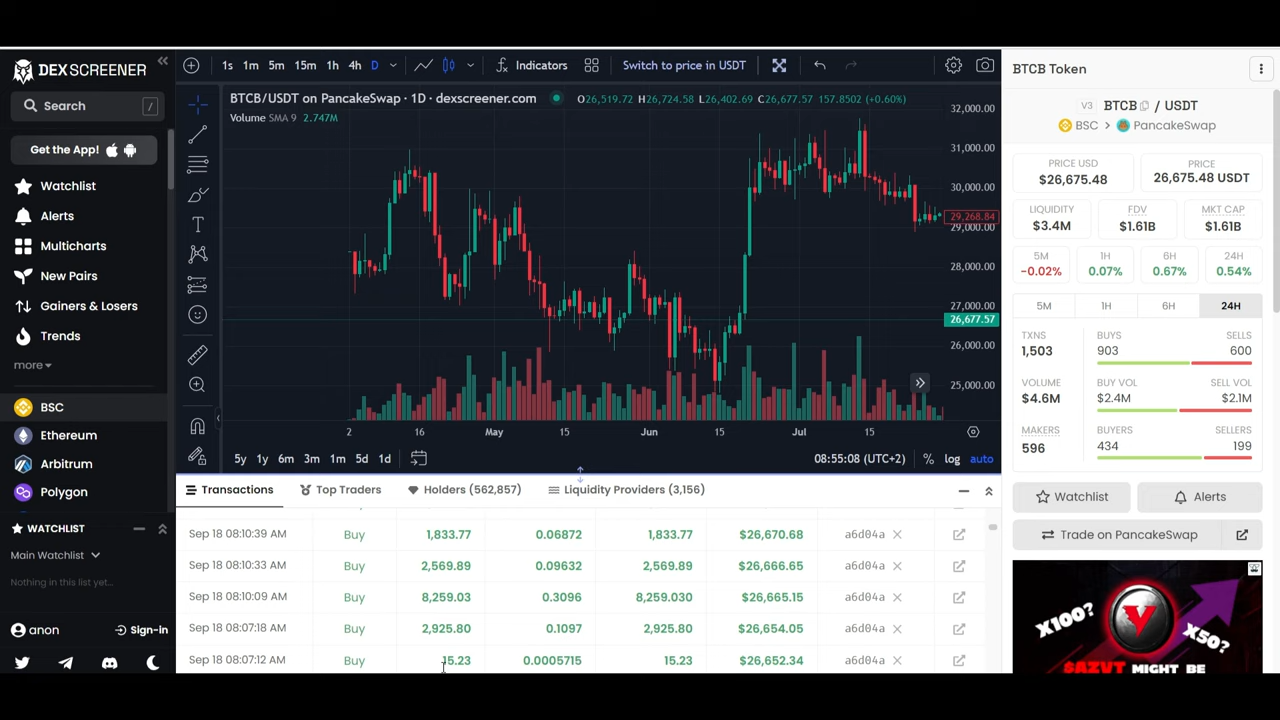 DEX SCREENER
Search
/
Get the App!
Watchlist
Alerts
Multicharts
New Pairs
Gainers & Losers
Trends
more
BSC
Ethereum
Arbitrum
Polygon
WATCHLIST
Main Watchlist
Nothing in this list yet...
anon
Sign-in
1s 1m 5m 15m 1h 4h D
Indicators
Switch to price in USDT
BTCB/USDT on PancakeSwap · 1D · dexscreener.com
O26,519.72 H26,724.58 L26,402.69 C26,677.57 157.8502 (+0.60%)
Volume SMA 9 2.747M
32,000.00
31,000.00
30,000.00
29,268.84
29,000.00
28,000.00
27,000.00
26,677.57
26,000.00
25,000.00
2 16 May 15 Jun 15 Jul 15
5y 1y 6m 3m 1m 5d 1d
08:55:08 (UTC+2)
% log auto
Transactions
Top Traders
Holders (562,857)
Liquidity Providers (3,156)
Sep 18 08:10:39 AM Buy 1,833.77 0.06872 1,833.77 $26,670.68 a6d04a
Sep 18 08:10:33 AM Buy 2,569.89 0.09632 2,569.89 $26,666.65 a6d04a
Sep 18 08:10:09 AM Buy 8,259.03 0.3096 8,259.030 $26,665.15 a6d04a
Sep 18 08:07:18 AM Buy 2,925.80 0.1097 2,925.80 $26,654.05 a6d04a
Sep 18 08:07:12 AM Buy 15.23 0.0005715 15.23 $26,652.34 a6d04a
BTCB Token
V3 BTCB / USDT
BSC > PancakeSwap
PRICE USD
$26,675.48
PRICE
26,675.48 USDT
LIQUIDITY
$3.4M
FDV
$1.61B
MKT CAP
$1.61B
5M
-0.02%
1H
0.07%
6H
0.67%
24H
0.54%
5M 1H 6H 24H
TXNS
1,503
BUYS
903
SELLS
600
VOLUME
$4.6M
BUY VOL
$2.4M
SELL VOL
$2.1M
MAKERS
596
BUYERS
434
SELLERS
199
Watchlist
Alerts
Trade on PancakeSwap
X100?
X50?
$AZVT MIGHT BE